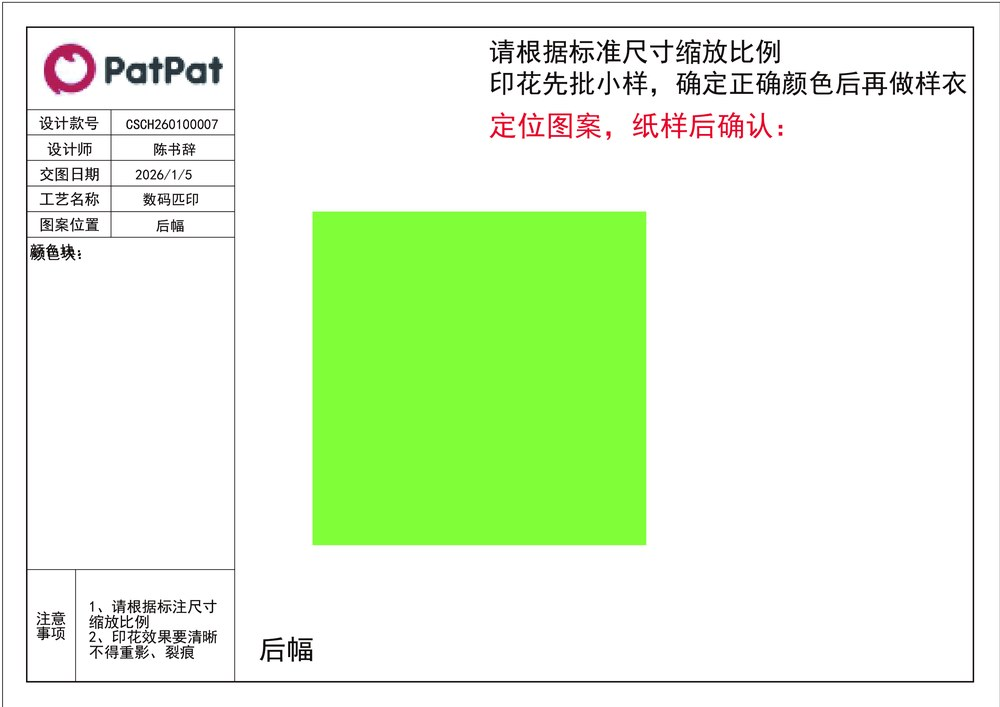 PatPat
请根据标准尺寸缩放比例
印花先批小样，确定正确颜色后再做样衣
定位图案，纸样后确认：
设计款号 CSCH260100007
设计师 陈书辞
交图日期 2026/1/5
工艺名称 数码匹印
图案位置 后幅
颜色块：
注意
事项
1、请根据标注尺寸
缩放比例
2、印花效果要清晰
不得重影、裂痕
后幅